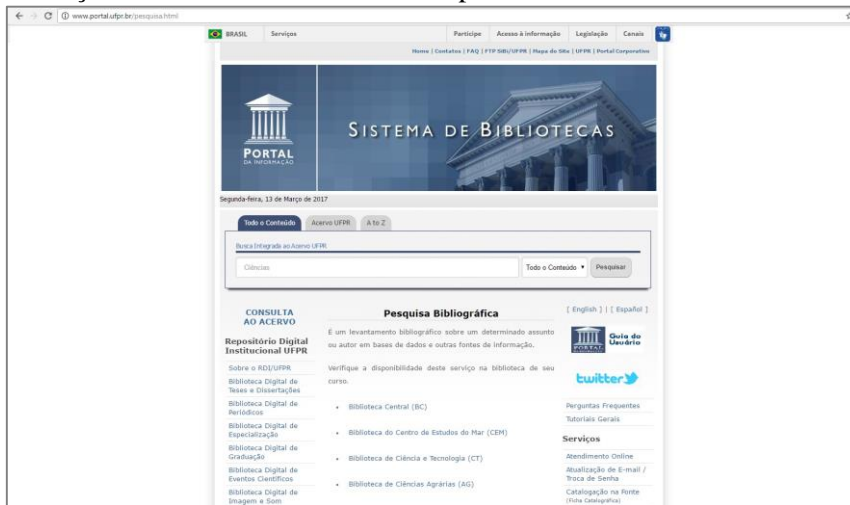 www.portal.ufpr.br/pesquisa.html
BRASIL Serviços Participe Acesso à informação Legislação Canais
Home | Contatos | FAQ | FTP SiBi/UFPR | Mapa do Site | UFPR | Portal Corporativo
SISTEMA DE BIBLIOTECAS
PORTAL
DA INFORMAÇÃO
Segunda-feira, 13 de Março de 2017
Todo o Conteúdo Acervo UFPR A to Z
Busca Integrada ao Acervo UFPR
Ciências Todo o Conteúdo Pesquisar
CONSULTA
AO ACERVO
Repositório Digital
Institucional UFPR
Sobre o RDI/UFPR
Biblioteca Digital de
Teses e Dissertações
Biblioteca Digital de
Periódicos
Biblioteca Digital de
Especialização
Biblioteca Digital de
Graduação
Biblioteca Digital de
Eventos Científicos
Biblioteca Digital de
Imagem e Som
Pesquisa Bibliográfica
É um levantamento bibliográfico sobre um determinado assunto
ou autor em bases de dados e outras fontes de informação.
Verifique a disponibilidade deste serviço na biblioteca de seu
curso.
Biblioteca Central (BC)
Biblioteca do Centro de Estudos do Mar (CEM)
Biblioteca de Ciência e Tecnologia (CT)
Biblioteca de Ciências Agrárias (AG)
[ English ] | [ Español ]
PORTAL
Guia do
Usuário
twitter
Perguntas Frequentes
Tutoriais Gerais
Serviços
Atendimento Online
Atualização de E-mail /
Troca de Senha
Catalogação na Fonte
(Ficha Catalográfica)